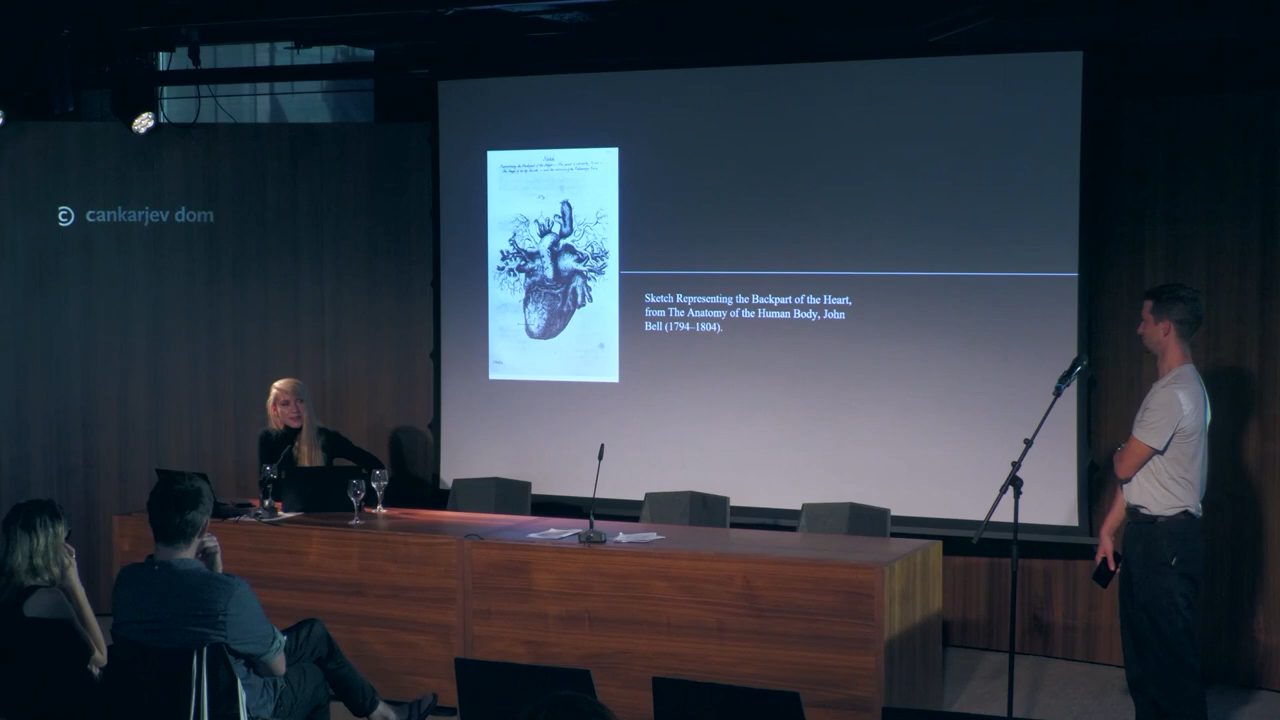 cankarjev dom
Sketch Representing the Backpart of the Heart,
from The Anatomy of the Human Body, John
Bell (1794–1804).